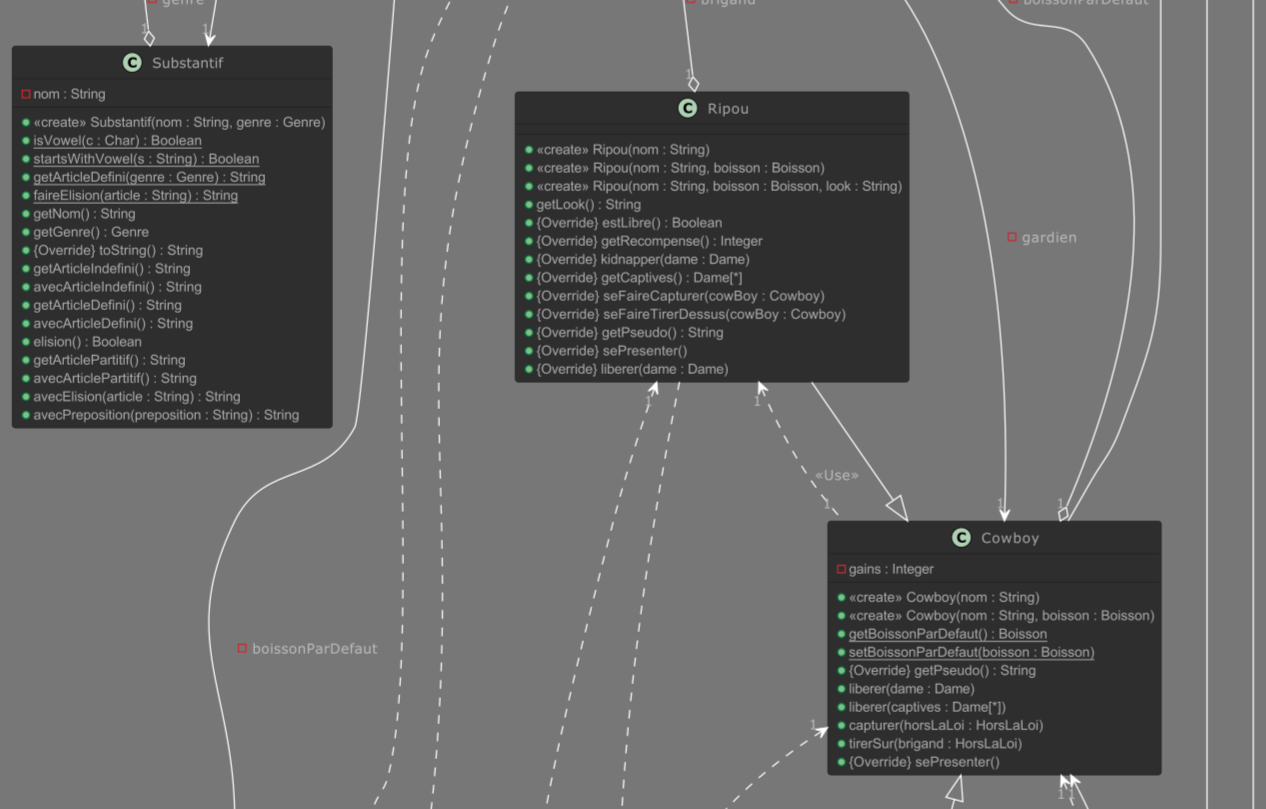 genre
brigand
boissonParDefaut
1
1
C Substantif
nom : String
«create» Substantif(nom : String, genre : Genre)
isVowel(c : Char) : Boolean
startsWithVowel(s : String) : Boolean
getArticleDefini(genre : Genre) : String
faireElision(article : String) : String
getNom() : String
getGenre() : Genre
{Override} toString() : String
getArticleIndefini() : String
avecArticleIndefini() : String
getArticleDefini() : String
avecArticleDefini() : String
elision() : Boolean
getArticlePartitif() : String
avecArticlePartitif() : String
avecElision(article : String) : String
avecPreposition(preposition : String) : String
1
C Ripou
«create» Ripou(nom : String)
«create» Ripou(nom : String, boisson : Boisson)
«create» Ripou(nom : String, boisson : Boisson, look : String)
getLook() : String
{Override} estLibre() : Boolean
{Override} getRecompense() : Integer
{Override} kidnapper(dame : Dame)
{Override} getCaptives() : Dame[*]
{Override} seFaireCapturer(cowBoy : Cowboy)
{Override} seFaireTirerDessus(cowBoy : Cowboy)
{Override} getPseudo() : String
{Override} sePresenter()
{Override} liberer(dame : Dame)
gardien
1
1
«Use»
1
1
1
C Cowboy
gains : Integer
«create» Cowboy(nom : String)
«create» Cowboy(nom : String, boisson : Boisson)
getBoissonParDefaut() : Boisson
setBoissonParDefaut(boisson : Boisson)
{Override} getPseudo() : String
liberer(dame : Dame)
liberer(captives : Dame[*])
capturer(horsLaLoi : HorsLaLoi)
tirerSur(brigand : HorsLaLoi)
{Override} sePresenter()
boissonParDefaut
1
1
1